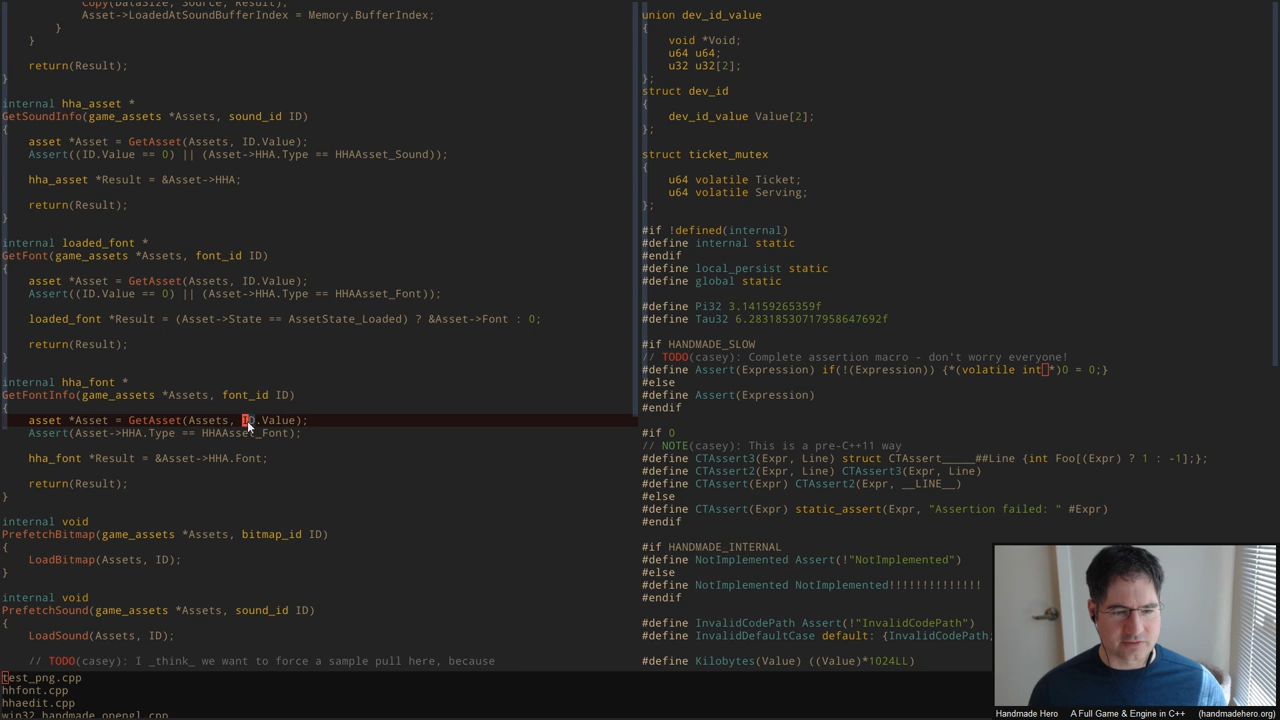 Copy(DataSize, Source, Result);
Asset->LoadedAtSoundBufferIndex = Memory.BufferIndex;
}
}
return(Result);
}
internal hha_asset *
GetSoundInfo(game_assets *Assets, sound_id ID)
{
asset *Asset = GetAsset(Assets, ID.Value);
Assert((ID.Value == 0) || (Asset->HHA.Type == HHAAsset_Sound));
hha_asset *Result = &Asset->HHA;
return(Result);
}
internal loaded_font *
GetFont(game_assets *Assets, font_id ID)
{
asset *Asset = GetAsset(Assets, ID.Value);
Assert((ID.Value == 0) || (Asset->HHA.Type == HHAAsset_Font));
loaded_font *Result = (Asset->State == AssetState_Loaded) ? &Asset->Font : 0;
return(Result);
}
internal hha_font *
GetFontInfo(game_assets *Assets, font_id ID)
{
asset *Asset = GetAsset(Assets, ID.Value);
Assert(Asset->HHA.Type == HHAAsset_Font);
hha_font *Result = &Asset->HHA.Font;
return(Result);
}
internal void
PrefetchBitmap(game_assets *Assets, bitmap_id ID)
{
LoadBitmap(Assets, ID);
}
internal void
PrefetchSound(game_assets *Assets, sound_id ID)
{
LoadSound(Assets, ID);
// TODO(casey): I _think_ we want to force a sample pull here, because
union dev_id_value
{
void *Void;
u64 u64;
u32 u32[2];
};
struct dev_id
{
dev_id_value Value[2];
};
struct ticket_mutex
{
u64 volatile Ticket;
u64 volatile Serving;
};
#if !defined(internal)
#define internal static
#endif
#define local_persist static
#define global static
#define Pi32 3.14159265359f
#define Tau32 6.28318530717958647692f
#if HANDMADE_SLOW
// TODO(casey): Complete assertion macro - don't worry everyone!
#define Assert(Expression) if(!(Expression)) {*(volatile int *)0 = 0;}
#else
#define Assert(Expression)
#endif
#if 0
// NOTE(casey): This is a pre-C++11 way
#define CTAssert3(Expr, Line) struct CTAssert_____##Line {int Foo[(Expr) ? 1 : -1];};
#define CTAssert2(Expr, Line) CTAssert3(Expr, Line)
#define CTAssert(Expr) CTAssert2(Expr, __LINE__)
#else
#define CTAssert(Expr) static_assert(Expr, "Assertion failed: " #Expr)
#endif
#if HANDMADE_INTERNAL
#define NotImplemented Assert(!"NotImplemented")
#else
#define NotImplemented NotImplemented!!!!!!!!!!!!!!
#endif
#define InvalidCodePath Assert(!"InvalidCodePath")
#define InvalidDefaultCase default: {InvalidCodePath;
#define Kilobytes(Value) ((Value)*1024LL)
test_png.cpp
hhfont.cpp
hhaedit.cpp
win32_handmade_opengl.cpp
Handmade Hero A Full Game & Engine in C++ (handmadehero.org)